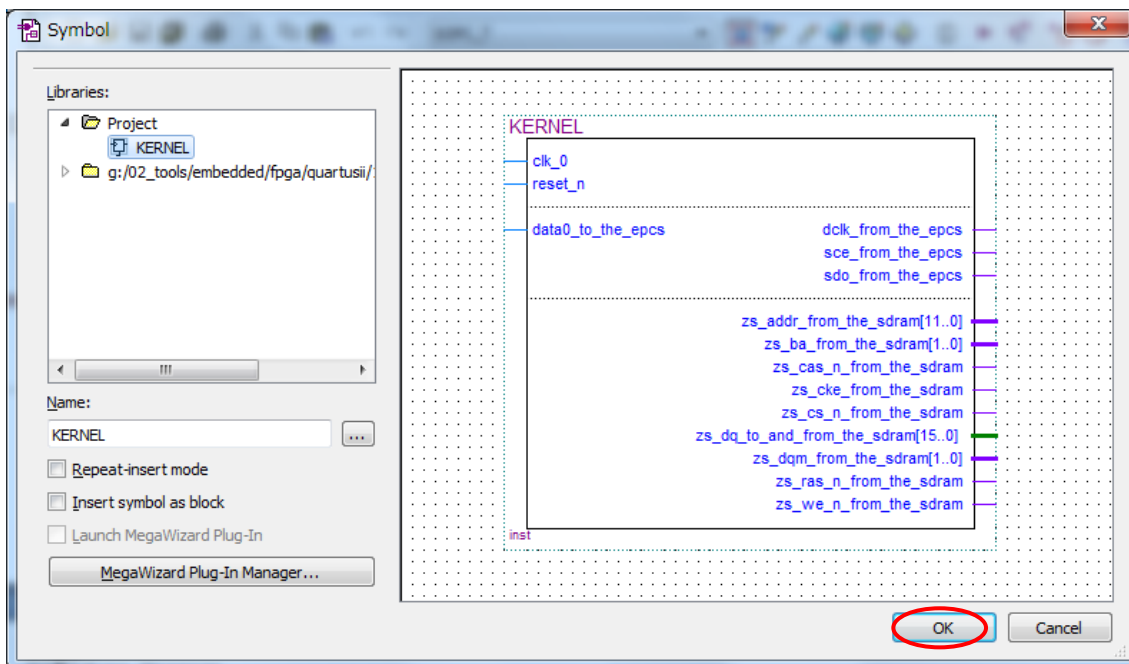 Symbol
Libraries:
Project
KERNEL
g:/02_tools/embedded/fpga/quartusii/
Name:
KERNEL
...
Repeat-insert mode
Insert symbol as block
Launch MegaWizard Plug-In
MegaWizard Plug-In Manager...
KERNEL
clk_0
reset_n
data0_to_the_epcs
dclk_from_the_epcs
sce_from_the_epcs
sdo_from_the_epcs
zs_addr_from_the_sdram[11..0]
zs_ba_from_the_sdram[1..0]
zs_cas_n_from_the_sdram
zs_cke_from_the_sdram
zs_cs_n_from_the_sdram
zs_dq_to_and_from_the_sdram[15..0]
zs_dqm_from_the_sdram[1..0]
zs_ras_n_from_the_sdram
zs_we_n_from_the_sdram
inst
OK
Cancel